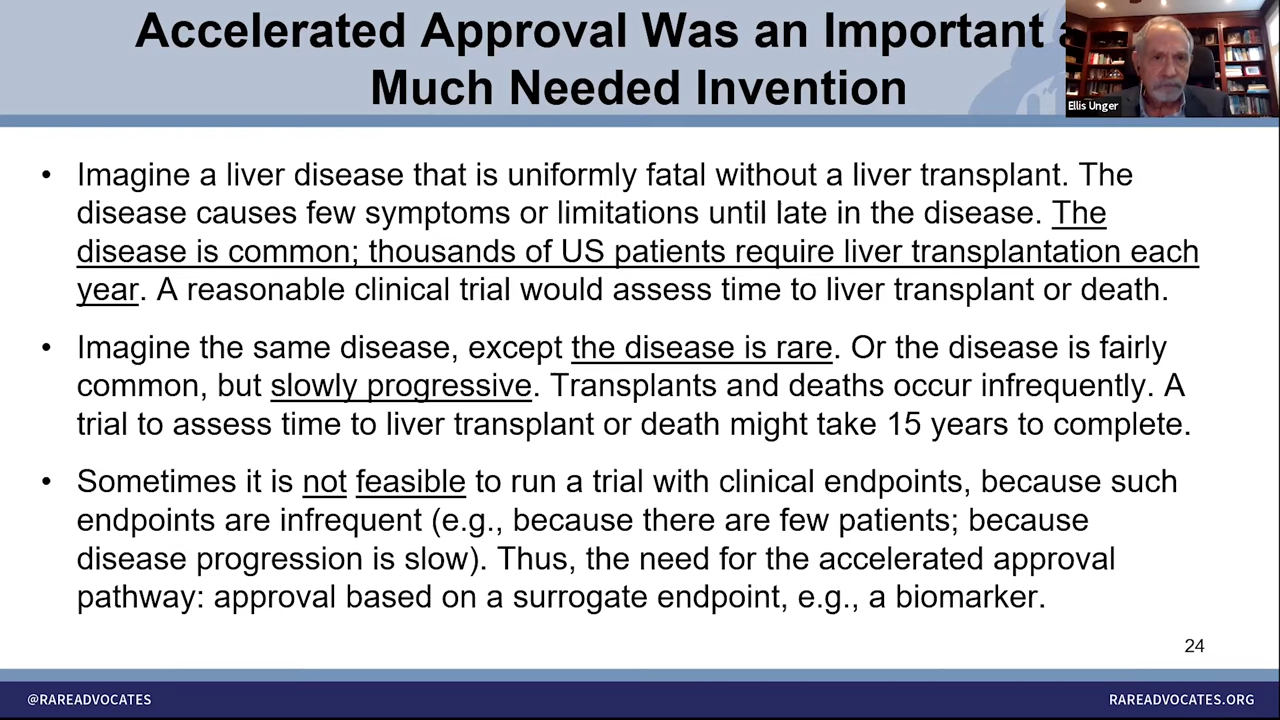 Accelerated Approval Was an Important
Much Needed Invention
Ellis Unger
• Imagine a liver disease that is uniformly fatal without a liver transplant. The
disease causes few symptoms or limitations until late in the disease. The
disease is common; thousands of US patients require liver transplantation each
year. A reasonable clinical trial would assess time to liver transplant or death.
• Imagine the same disease, except the disease is rare. Or the disease is fairly
common, but slowly progressive. Transplants and deaths occur infrequently. A
trial to assess time to liver transplant or death might take 15 years to complete.
• Sometimes it is not feasible to run a trial with clinical endpoints, because such
endpoints are infrequent (e.g., because there are few patients; because
disease progression is slow). Thus, the need for the accelerated approval
pathway: approval based on a surrogate endpoint, e.g., a biomarker.
24
@RAREADVOCATES
RAREADVOCATES.ORG